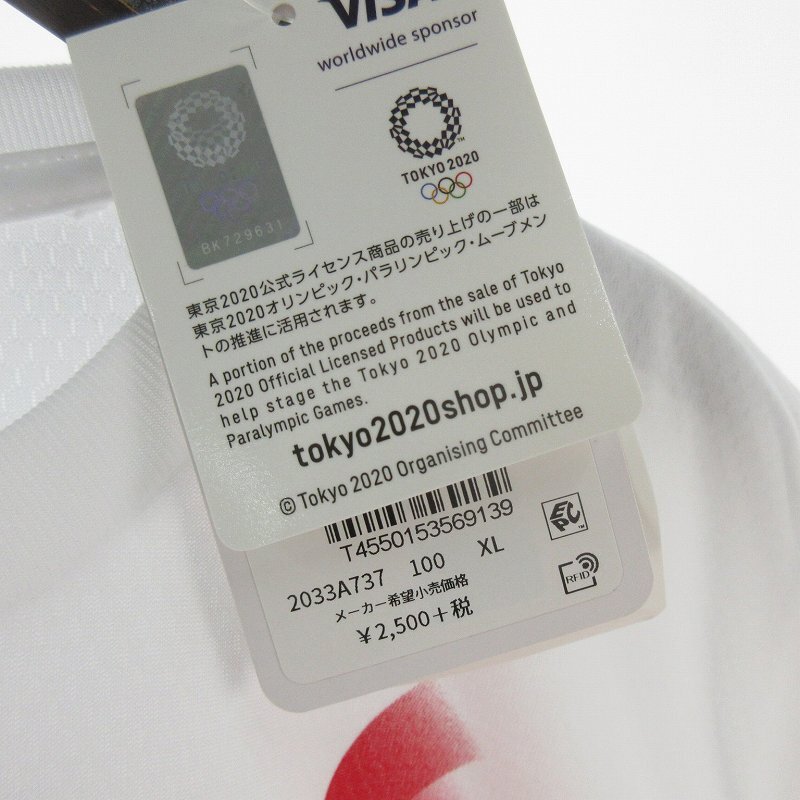 VISA
worldwide sponsor
TOKYO 2020
BK729631
東京2020公式ライセンス商品の売り上げの一部は
東京2020オリンピック・パラリンピック・ムーブメン
トの推進に活用されます。
A portion of the proceeds from the sale of Tokyo
2020 Official Licensed Products will be used to
help stage the Tokyo 2020 Olympic and
Paralympic Games.
tokyo2020shop.jp
© Tokyo 2020 Organising Committee
T4550153569139
2033A737 100 XL
メーカー希望小売価格
¥2,500+税
EPC
RFID